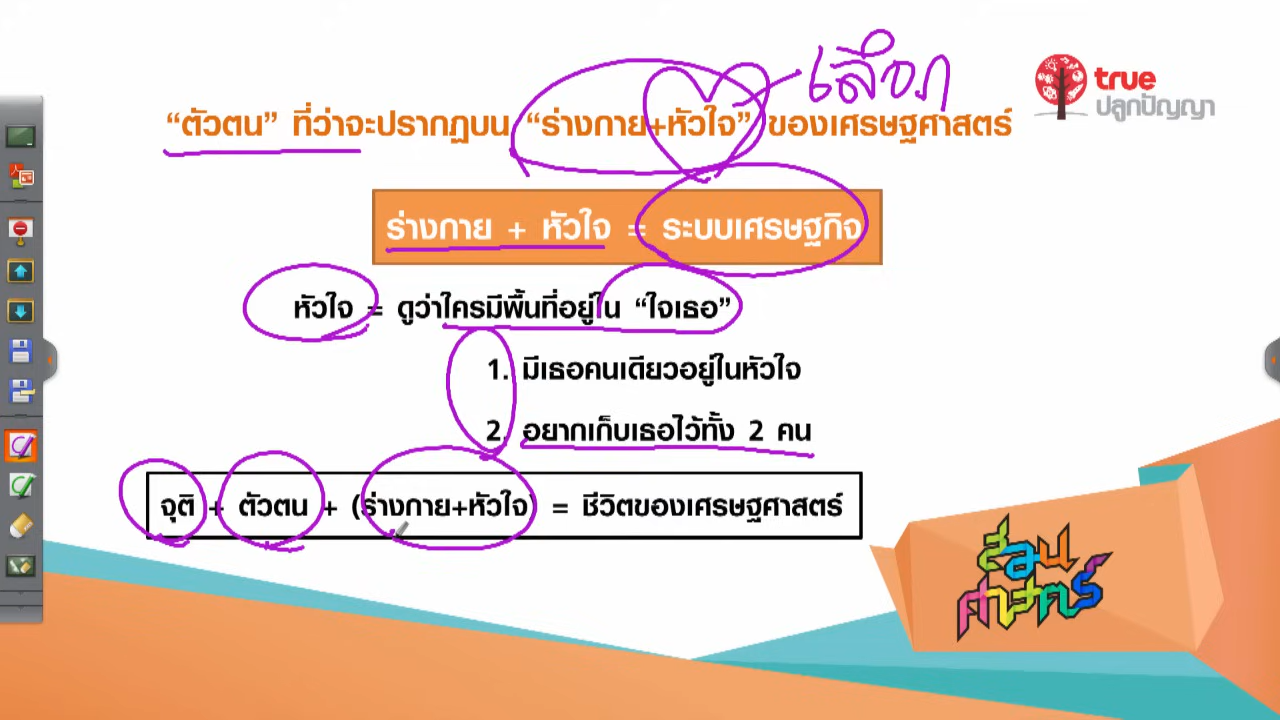 เลือก
true
ปลูกปัญญา
“ตัวตน” ที่ว่าจะปรากฏบน “ร่างกาย+หัวใจ” ของเศรษฐศาสตร์
ร่างกาย + หัวใจ = ระบบเศรษฐกิจ
หัวใจ = ดูว่าใครมีพื้นที่อยู่ใน “ใจเธอ”
1. มีเธอคนเดียวอยู่ในหัวใจ
2. อยากเก็บเธอไว้ทั้ง 2 คน
จุติ + ตัวตน + (ร่างกาย+หัวใจ) = ชีวิตของเศรษฐศาสตร์
สอน
ศาสตร์